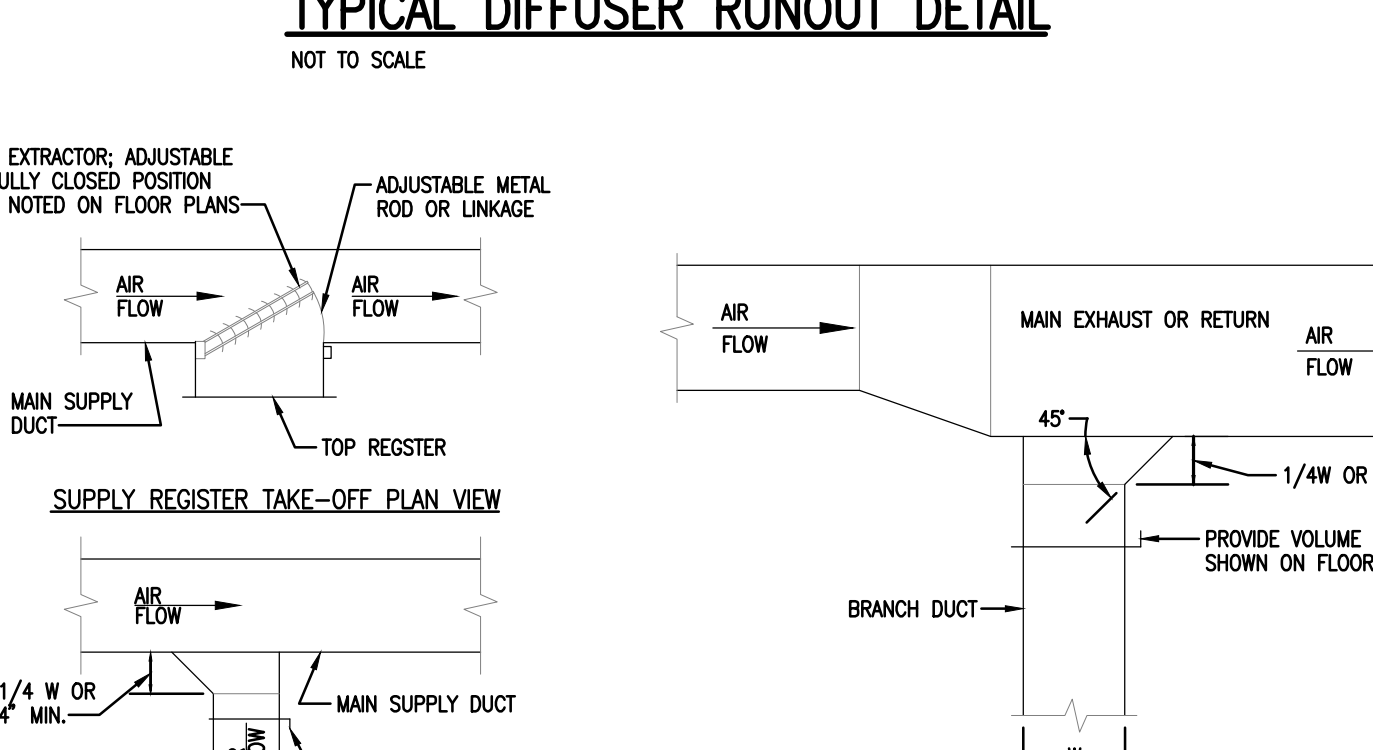 TYPICAL DIFFUSER RUNOUT DETAIL
NOT TO SCALE
EXTRACTOR; ADJUSTABLE
CLOSED POSITION
NOTED ON FLOOR PLANS
ADJUSTABLE METAL
ROD OR LINKAGE
AIR
FLOW
AIR
FLOW
MAIN SUPPLY
DUCT
TOP REGSTER
SUPPLY REGISTER TAKE-OFF PLAN VIEW
AIR
FLOW
1/4 W OR
4" MIN.
MAIN SUPPLY DUCT
AIR
FLOW
MAIN EXHAUST OR RETURN
AIR
FLOW
45°
1/4W OR
PROVIDE VOLUME
SHOWN ON FLOOR
BRANCH DUCT
W